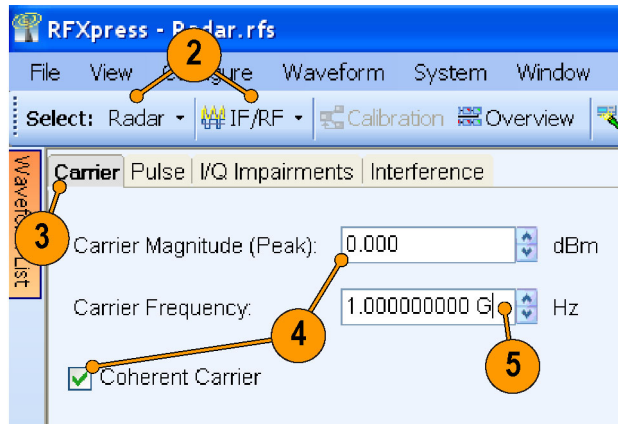 RFXpress - Radar.rfs
2
File View Configure Waveform System Window
Select: Radar IF/RF Calibration Overview
Waveform List
Carrier Pulse I/Q Impairments Interference
3
Carrier Magnitude (Peak): 0.000 dBm
Carrier Frequency: 1.000000000 G Hz
4
5
Coherent Carrier